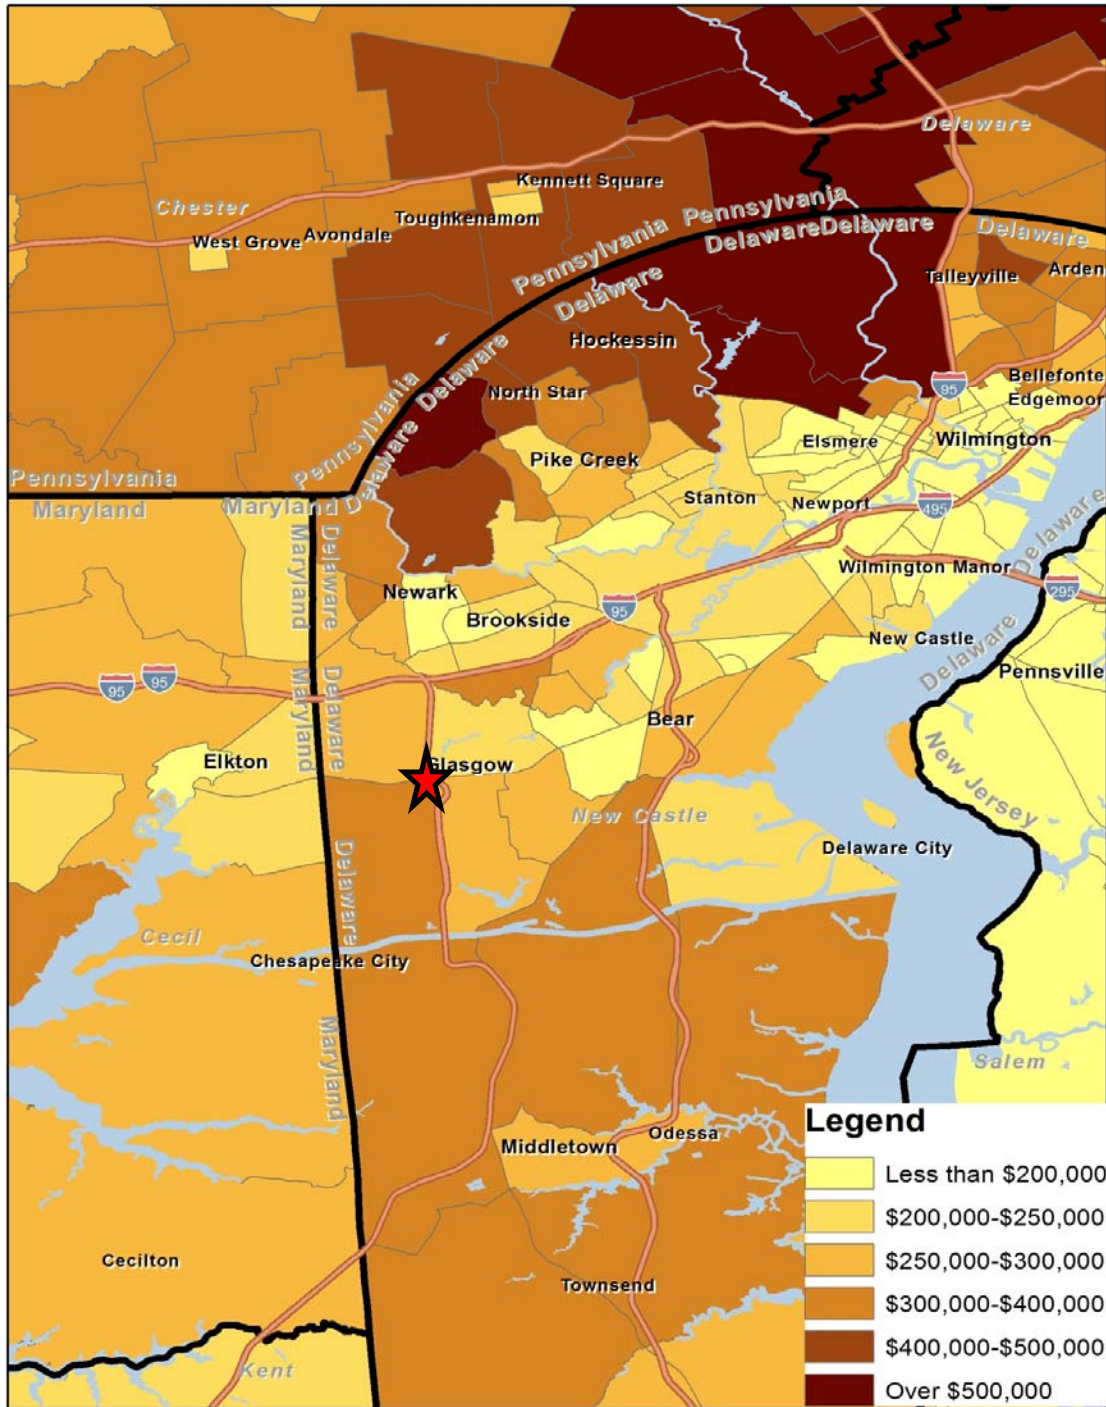 Delaware
Kennett Square
Chester
Toughkenamon
Pennsylvania
Pennsylvania
West Grove
Avondale
Delaware
Delaware
Delaware
Delaware
Talleyville
Arden
Hockessin
Pennsylvania
Delaware
North Star
95
Bellefonte
Edgemoor
Elsmere
Wilmington
Pike Creek
Pennsylvania
Maryland
Maryland
Delaware
Stanton
Newport
495
Maryland
Delaware
Wilmington Manor
Delaware
295
Newark
Brookside
95
New Castle
Delaware
Pennsville
Maryland
Delaware
95
95
Bear
Elkton
Glasgow
New Jersey
New Castle
Delaware City
Delaware
Cecil
Chesapeake City
Maryland
Salem
Middletown
Odessa
Cecilton
Townsend
Kent
Legend
Less than $200,000
$200,000-$250,000
$250,000-$300,000
$300,000-$400,000
$400,000-$500,000
Over $500,000